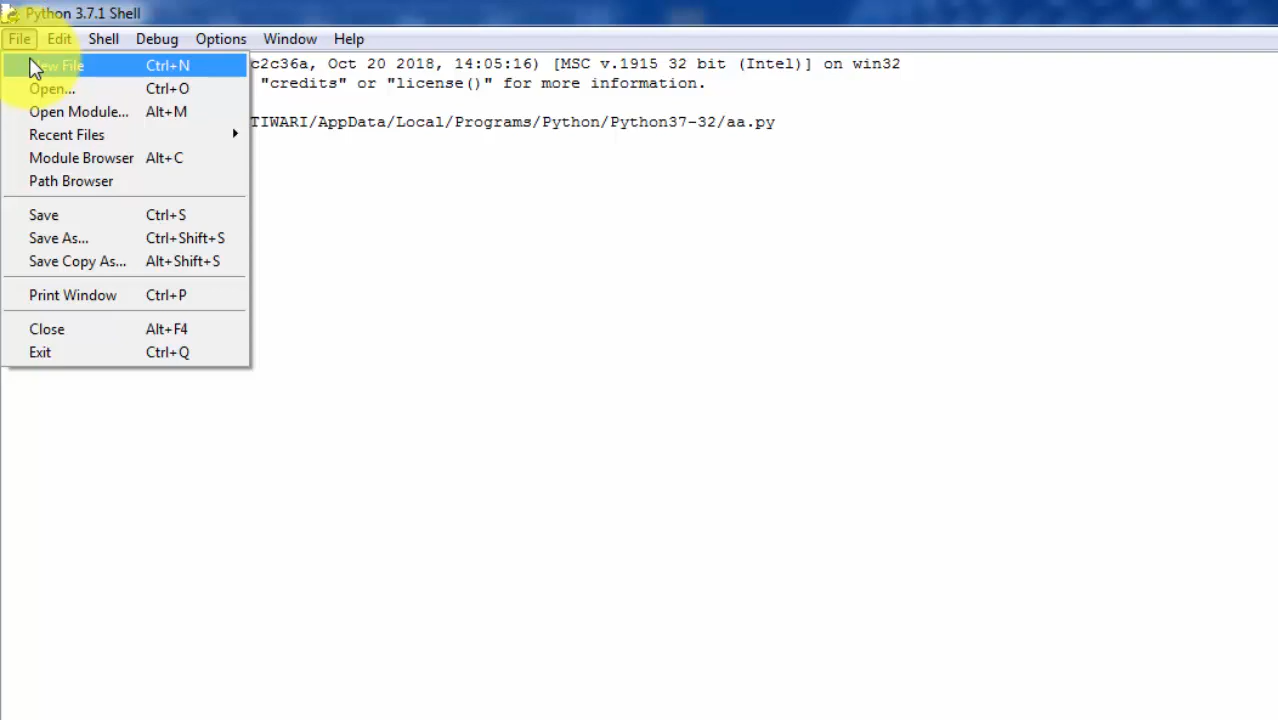 Python 3.7.1 Shell
File Edit Shell Debug Options Window Help
New File Ctrl+N
Open... Ctrl+O
Open Module... Alt+M
Recent Files
Module Browser Alt+C
Path Browser
Save Ctrl+S
Save As... Ctrl+Shift+S
Save Copy As... Alt+Shift+S
Print Window Ctrl+P
Close Alt+F4
Exit Ctrl+Q
c2c36a, Oct 20 2018, 14:05:16) [MSC v.1915 32 bit (Intel)] on win32
"credits" or "license()" for more information.
TIWARI/AppData/Local/Programs/Python/Python37-32/aa.py